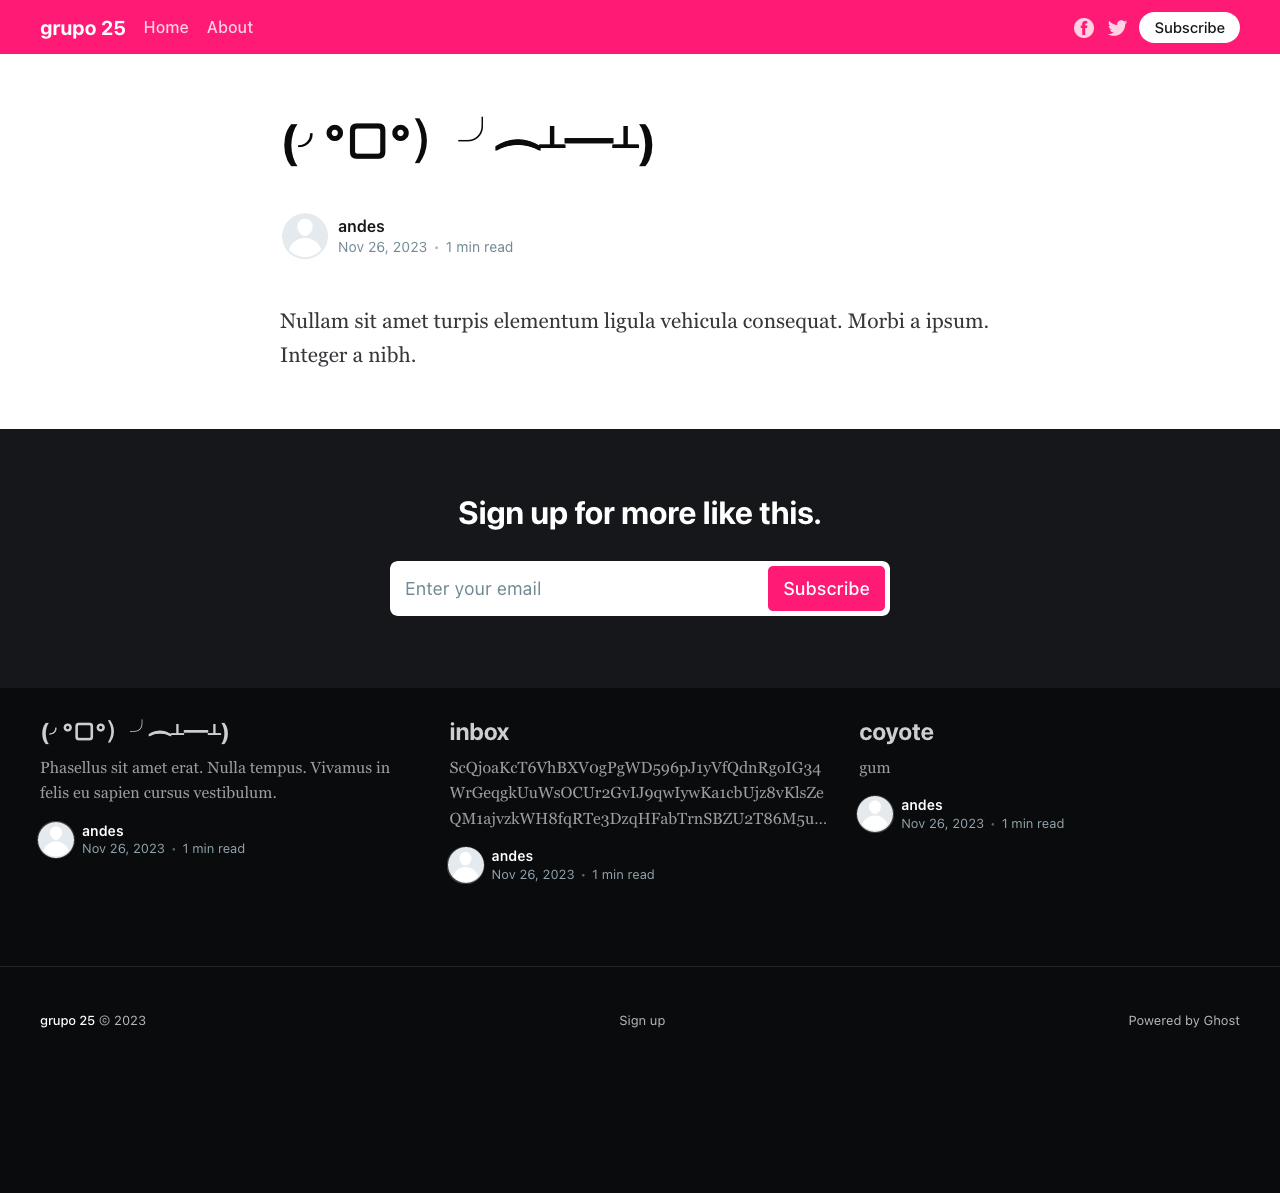 grupo 25 Home About Subscribe
(╯°□°）╯︵┻━┻)
andes
Nov 26, 2023 • 1 min read
Nullam sit amet turpis elementum ligula vehicula consequat. Morbi a ipsum.
Integer a nibh.
Sign up for more like this.
Enter your email Subscribe
(╯°□°）╯︵┻━┻)
Phasellus sit amet erat. Nulla tempus. Vivamus in
felis eu sapien cursus vestibulum.
andes
Nov 26, 2023 • 1 min read
inbox
ScQjoaKcT6VhBXV0gPgWD596pJ1yVfQdnRgoIG34
WrGeqgkUuWsOCUr2GvIJ9qwIywKa1cbUjz8vKlsZe
QM1ajvzkWH8fqRTe3DzqHFabTrnSBZU2T86M5u…
andes
Nov 26, 2023 • 1 min read
coyote
gum
andes
Nov 26, 2023 • 1 min read
grupo 25 © 2023
Sign up
Powered by Ghost